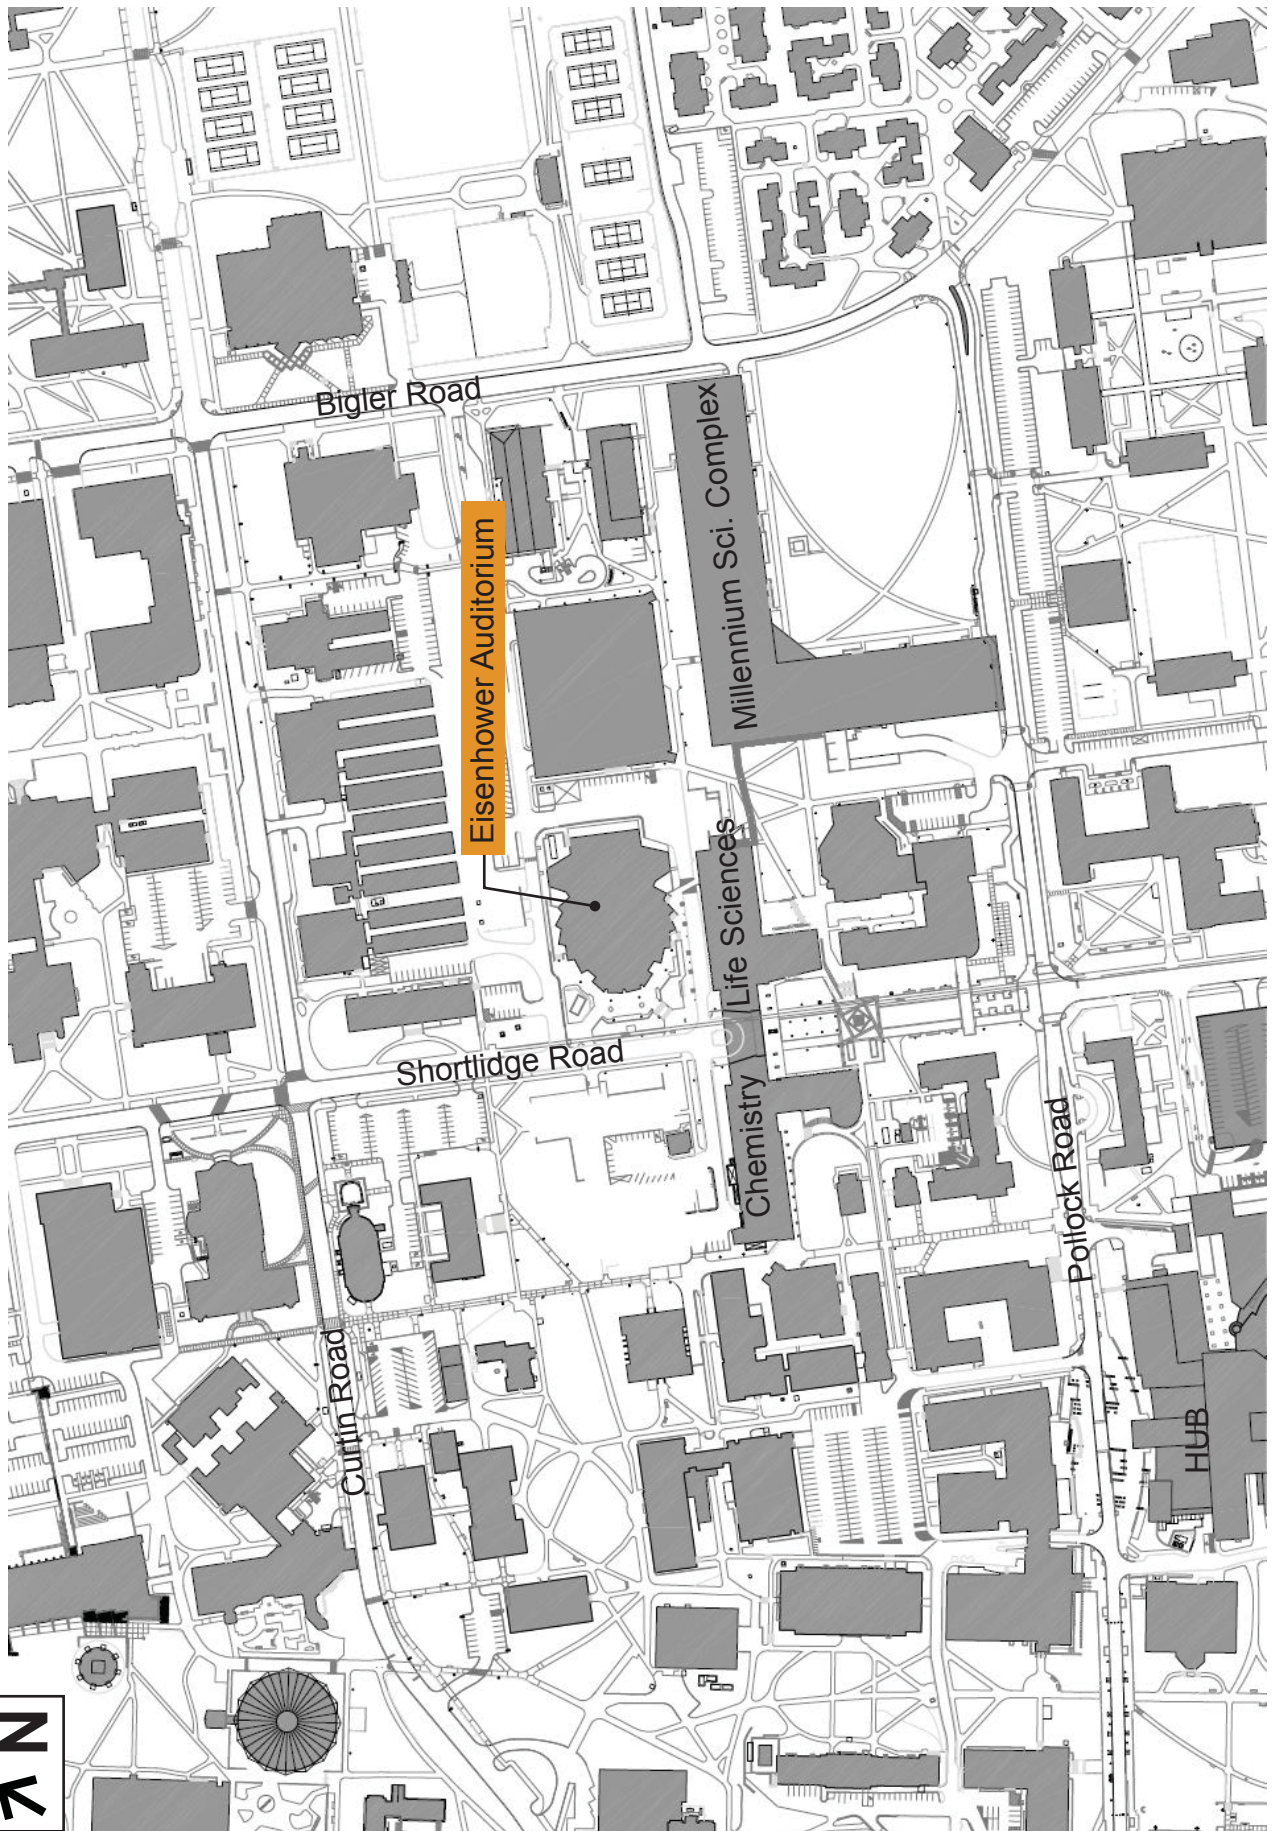 Bigler Road
Eisenhower Auditorium
Millennium Sci. Complex
Life Sciences
Shortlidge Road
Chemistry
Pollock Road
Curtin Road
HUB
N